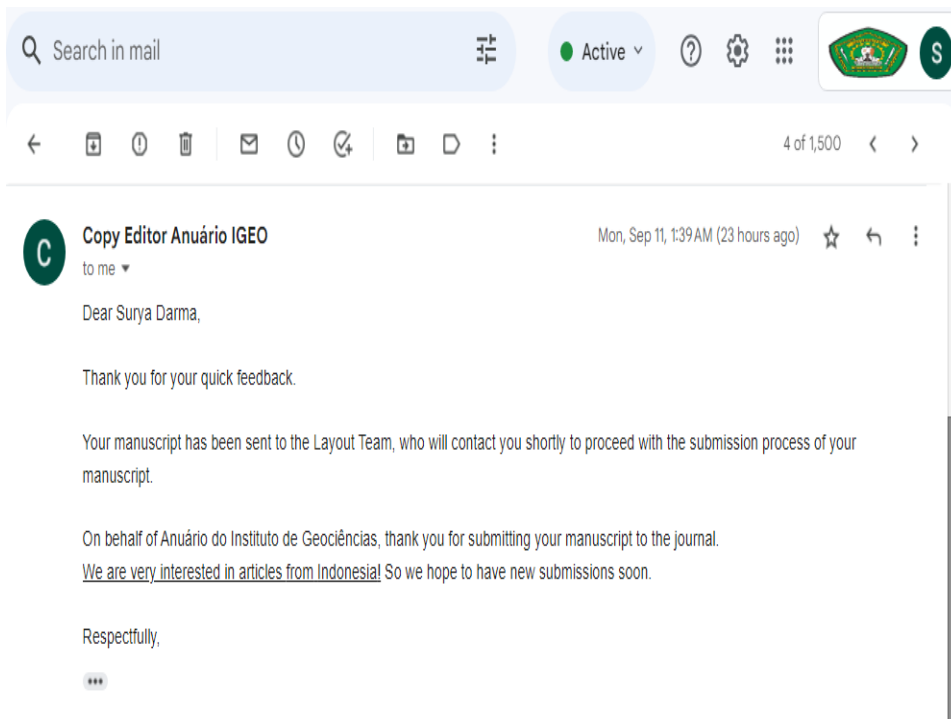 Search in mail
Active
S
4 of 1,500
C
Copy Editor Anuário IGEO
Mon, Sep 11, 1:39 AM (23 hours ago)
to me
Dear Surya Darma,
Thank you for your quick feedback.
Your manuscript has been sent to the Layout Team, who will contact you shortly to proceed with the submission process of your
manuscript.
On behalf of Anuário do Instituto de Geociências, thank you for submitting your manuscript to the journal.
We are very interested in articles from Indonesia! So we hope to have new submissions soon.
Respectfully,